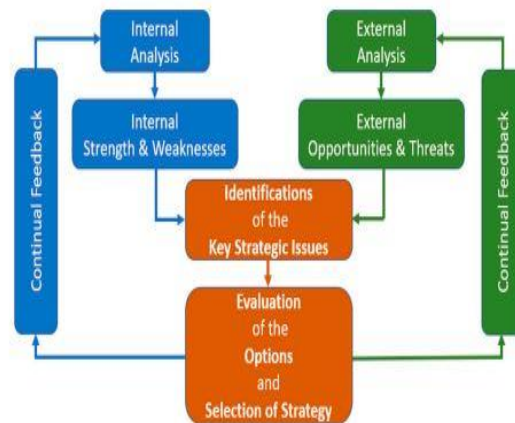 Internal
Analysis
External
Analysis
Continual Feedback
Internal
Strength & Weaknesses
External
Opportunities & Threats
Continual Feedback
Identifications
of the
Key Strategic Issues
Evaluation
of the
Options
and
Selection of Strategy